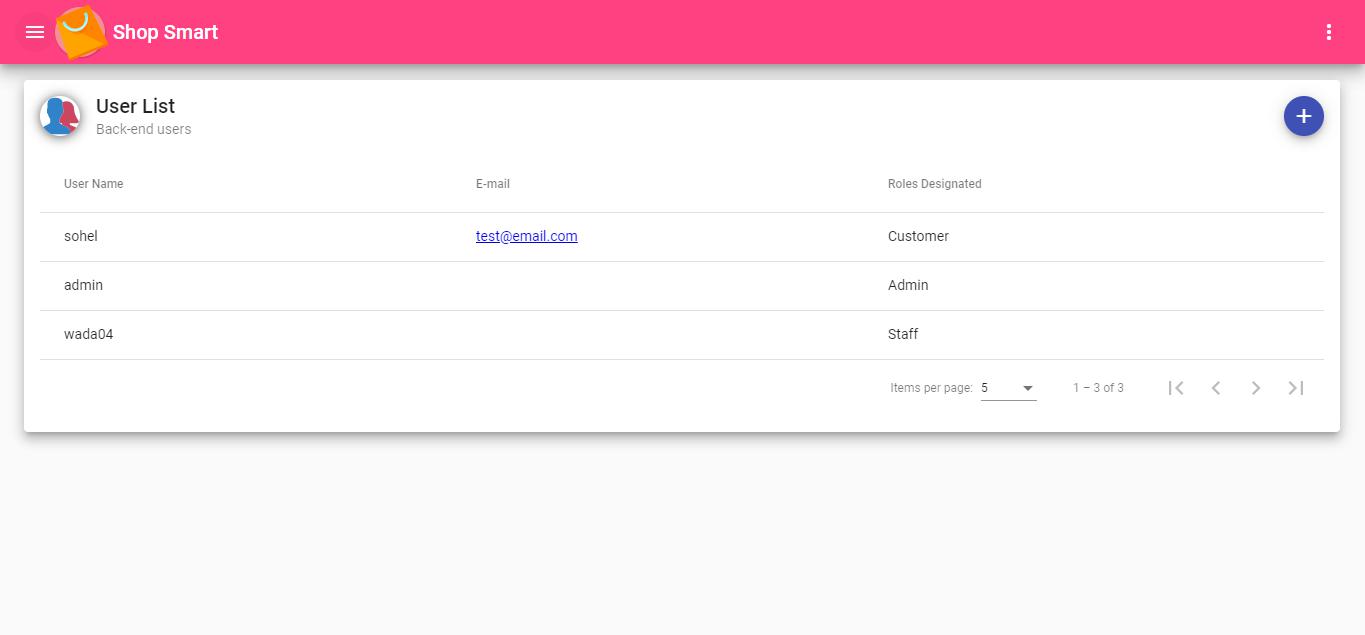 Shop Smart
User List
Back-end users
User Name E-mail Roles Designated
sohel test@email.com Customer
admin Admin
wada04 Staff
Items per page: 5 1 – 3 of 3